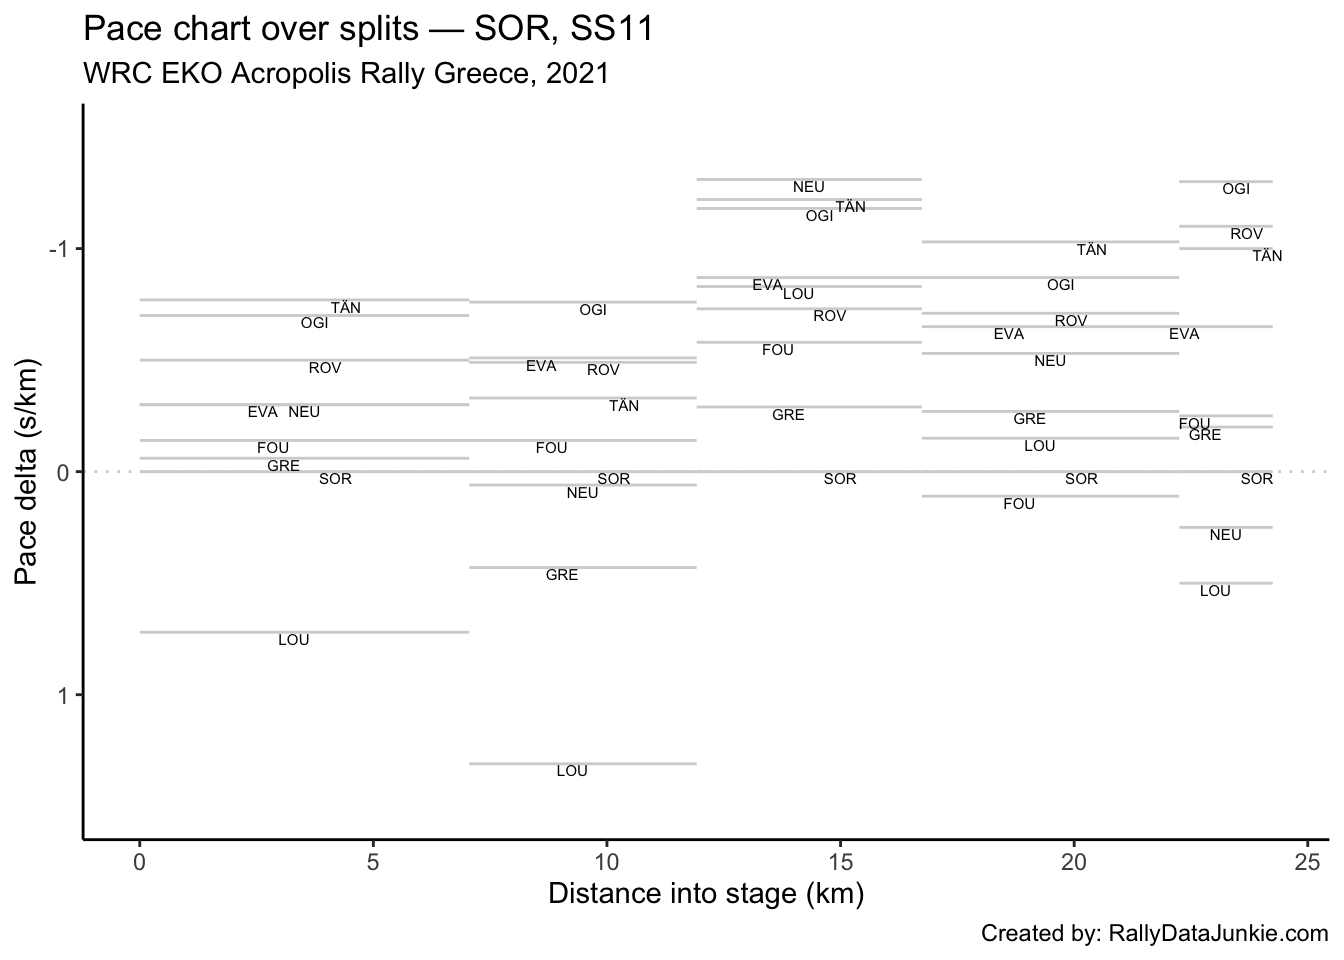 Pace chart over splits — SOR, SS11
WRC EKO Acropolis Rally Greece, 2021
Pace delta (s/km)
-1
0
1
TÄN
OGI
ROV
EVA NEU
FOU
GRE
SOR
LOU
OGI
EVA
ROV
TÄN
FOU
SOR
NEU
GRE
LOU
NEU
TÄN
OGI
EVA
LOU
ROV
FOU
GRE
SOR
TÄN
OGI
ROV
EVA
NEU
GRE
LOU
SOR
FOU
OGI
ROV
TÄN
EVA
FOU
GRE
SOR
NEU
LOU
0 5 10 15 20 25
Distance into stage (km)
Created by: RallyDataJunkie.com